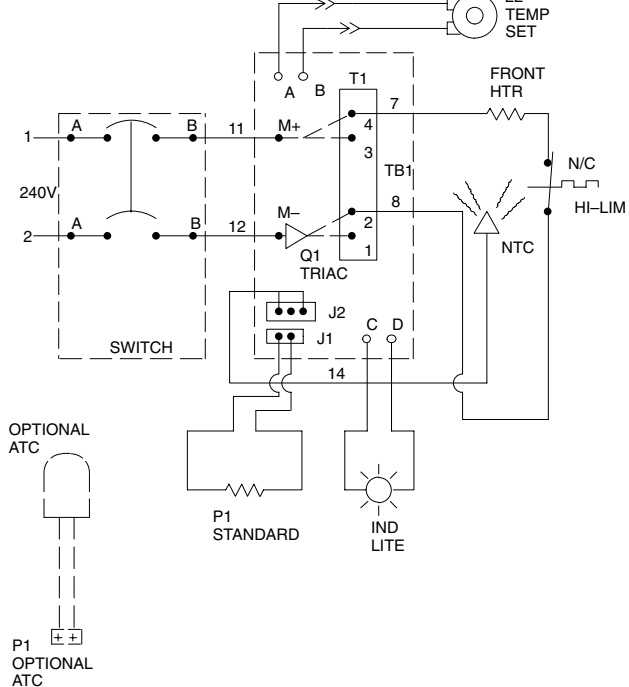 TEMP
SET
A B
T1
FRONT
HTR
7
1 A B 11 M+ 4
3
TB1
N/C
240V
8
HI–LIM
2 A B 12 M– 2
1
Q1
TRIAC
NTC
J2
J1
C D
SWITCH
14
OPTIONAL
ATC
P1
STANDARD
IND
LITE
++
P1
OPTIONAL
ATC